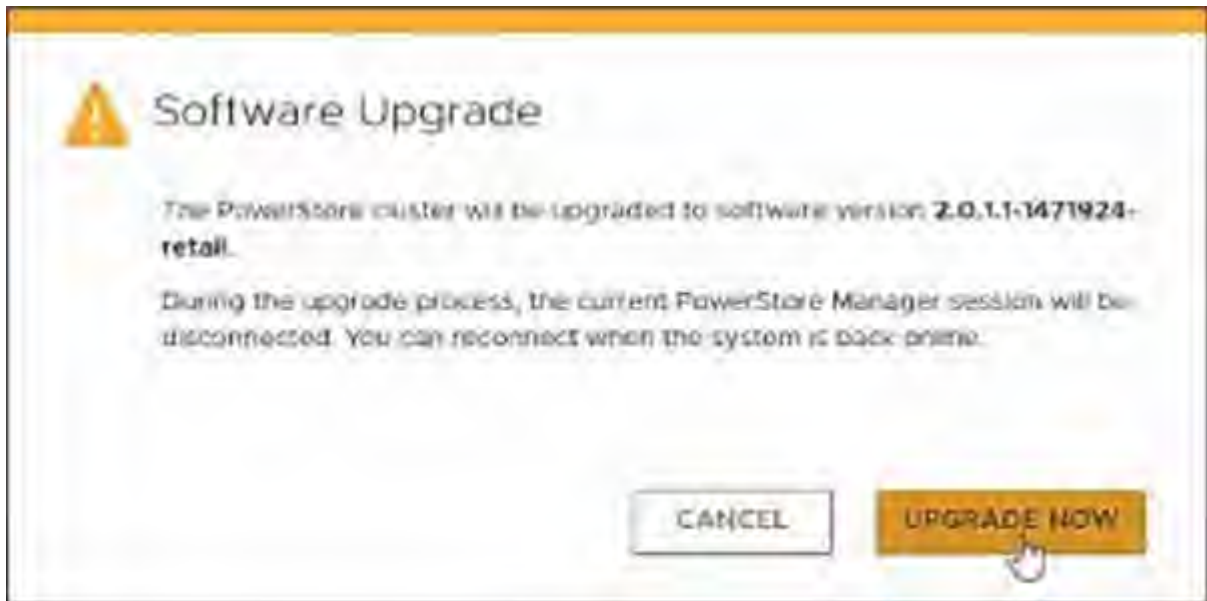 Software Upgrade
The PowerStore cluster will be upgraded to software version 2.0.1.1-1471924-
retail.
During the upgrade process, the current PowerStore Manager session will be
disconnected. You can reconnect when the system is back online.
CANCEL
UPGRADE NOW